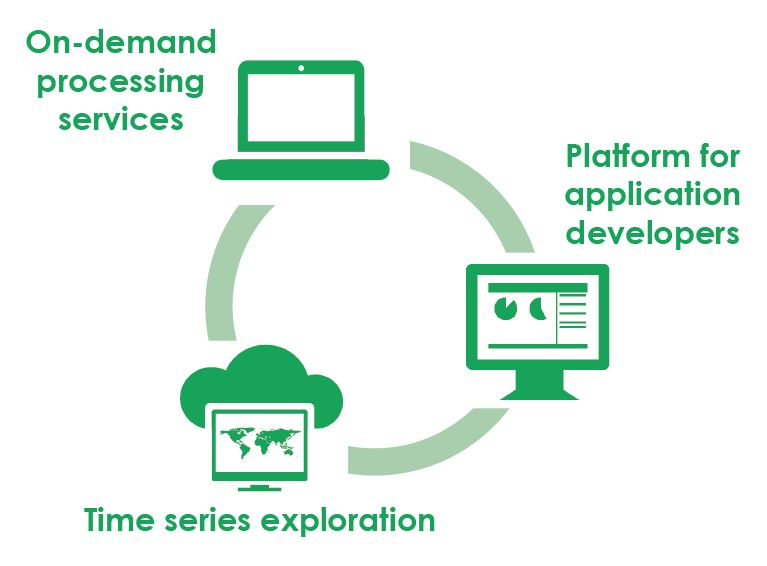 On-demand
processing
services
Platform for
application
developers
Time series exploration